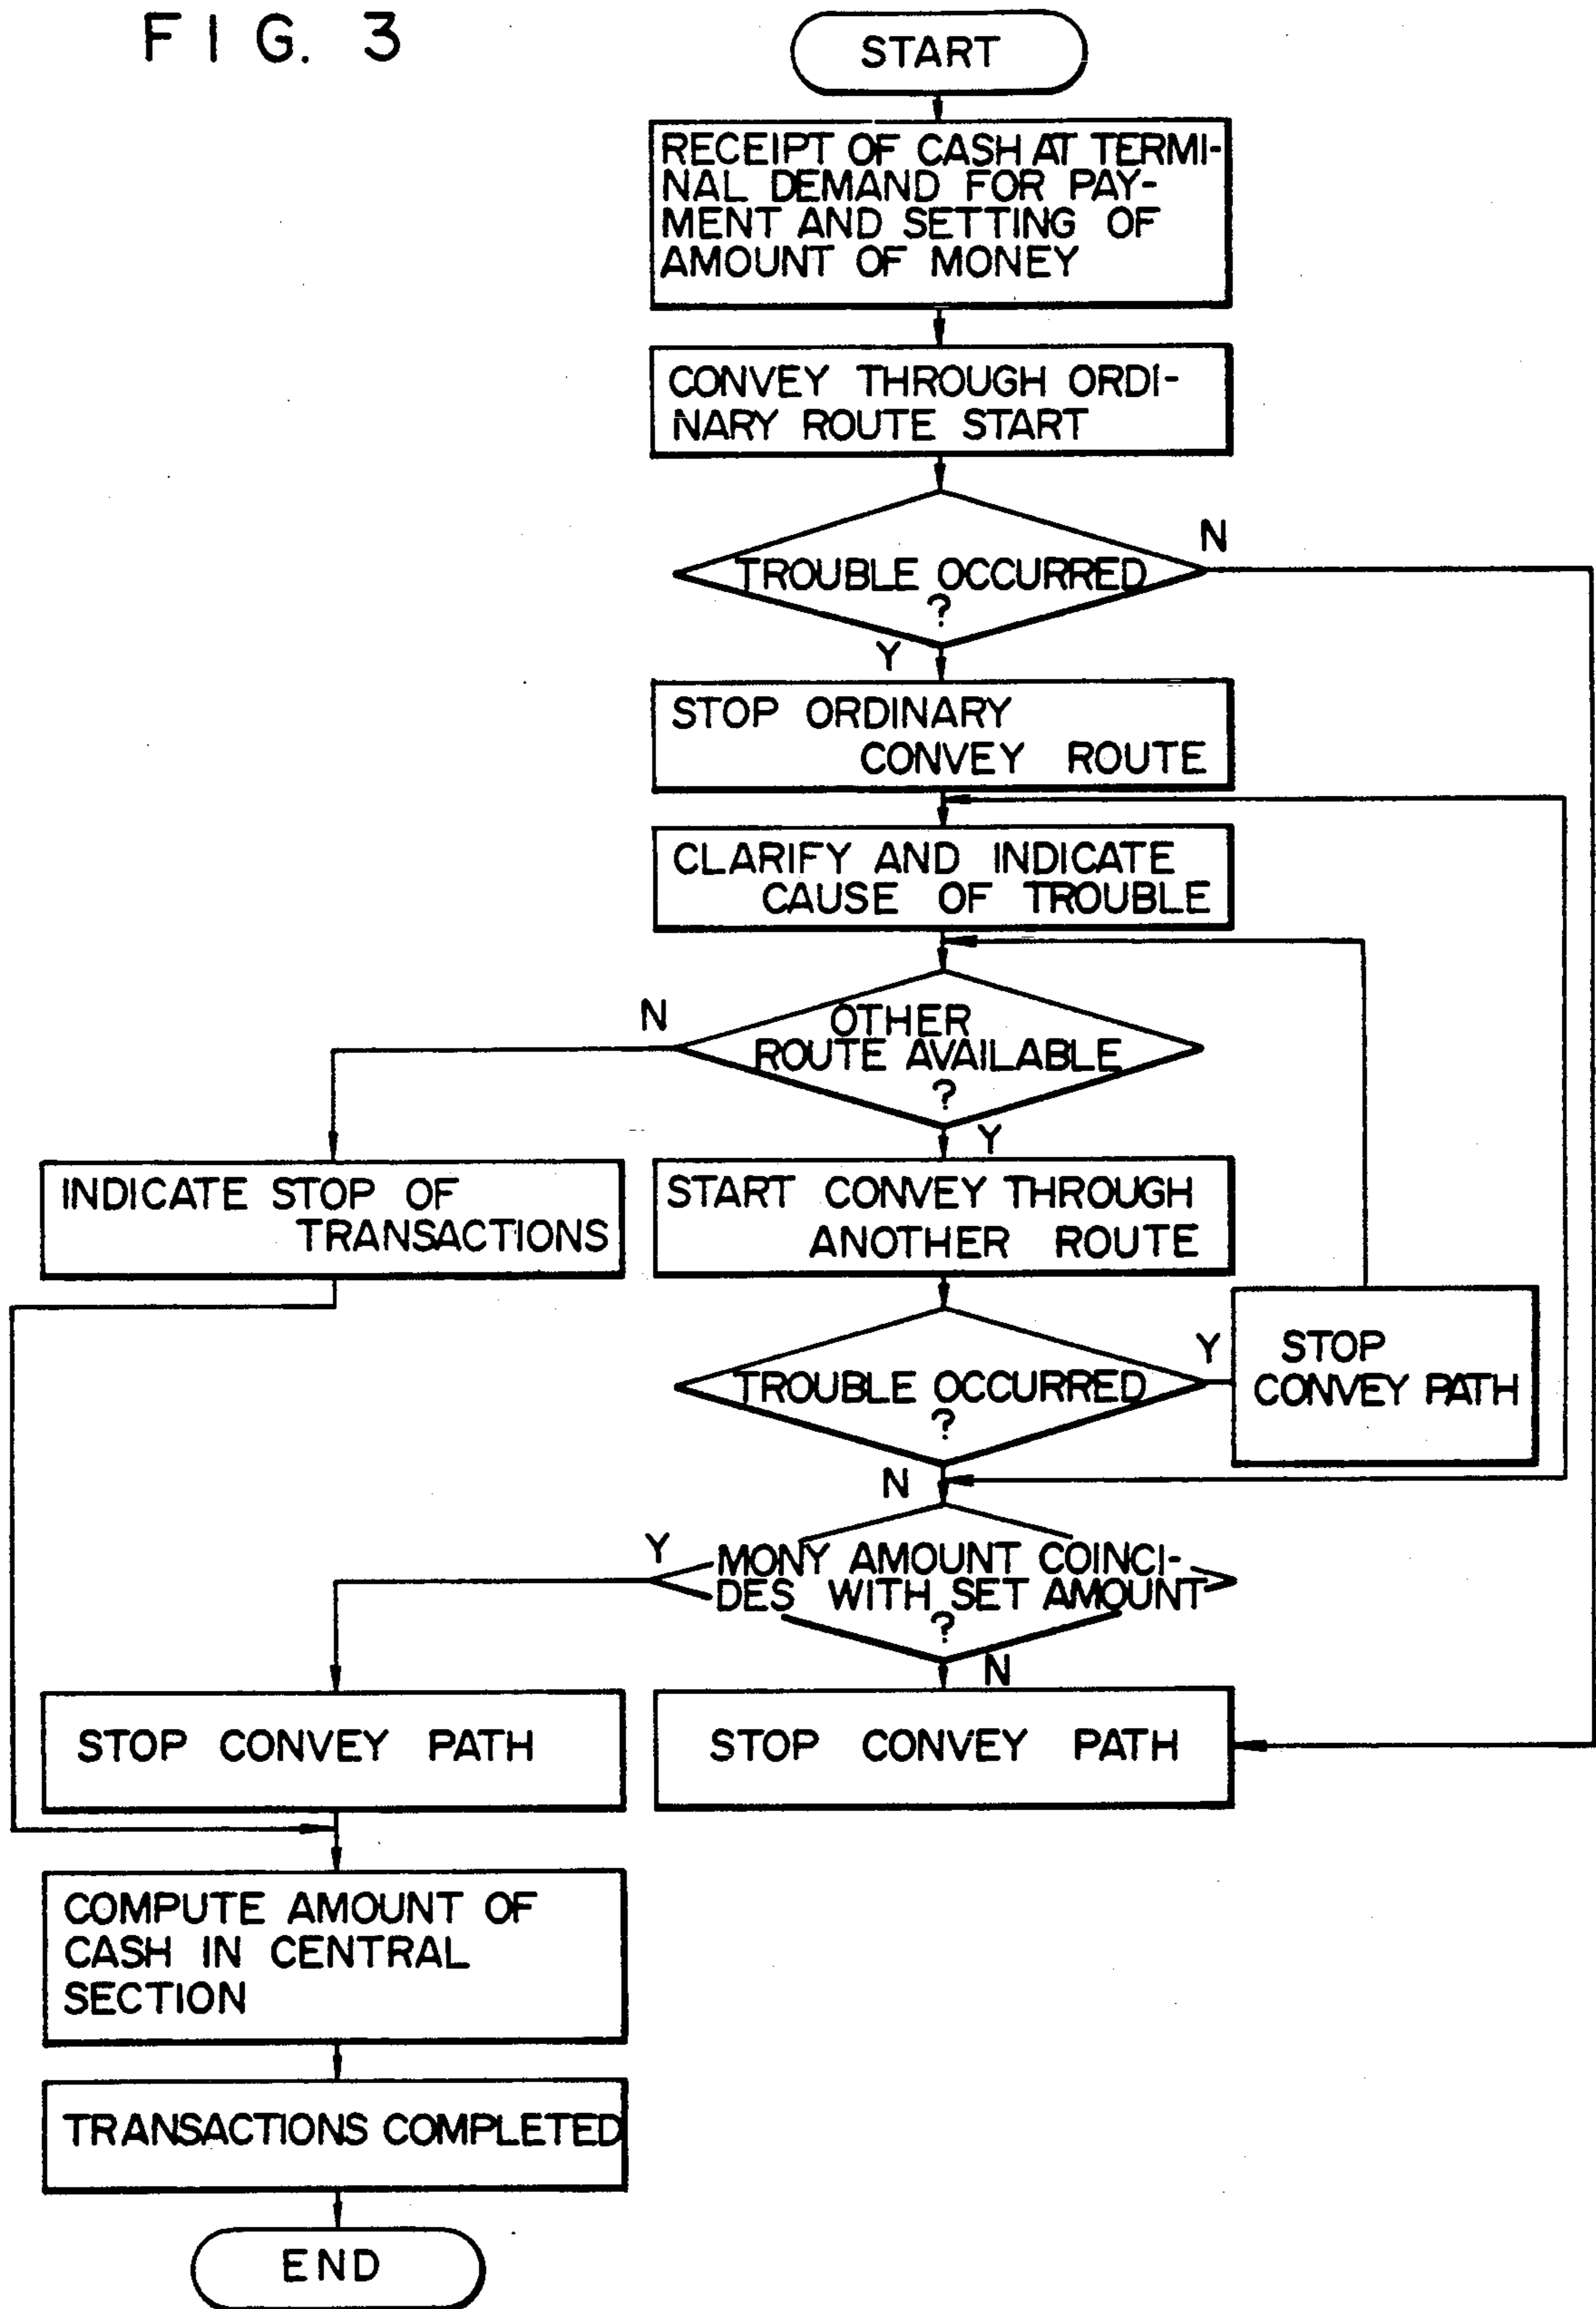 FIG. 3
START
RECEIPT OF CASH AT TERMI-
NAL DEMAND FOR PAY-
MENT AND SETTING OF
AMOUNT OF MONEY
CONVEY THROUGH ORDI-
NARY ROUTE START
N
TROUBLE OCCURRED
?
Y
STOP ORDINARY
CONVEY ROUTE
CLARIFY AND INDICATE
CAUSE OF TROUBLE
N
OTHER
ROUTE AVAILABLE
?
Y
INDICATE STOP OF
TRANSACTIONS
START CONVEY THROUGH
ANOTHER ROUTE
TROUBLE OCCURRED
?
Y
STOP
CONVEY PATH
N
Y
MONY AMOUNT COINCI-
DES WITH SET AMOUNT
?
N
STOP CONVEY PATH
STOP CONVEY PATH
COMPUTE AMOUNT OF
CASH IN CENTRAL
SECTION
TRANSACTIONS COMPLETED
END